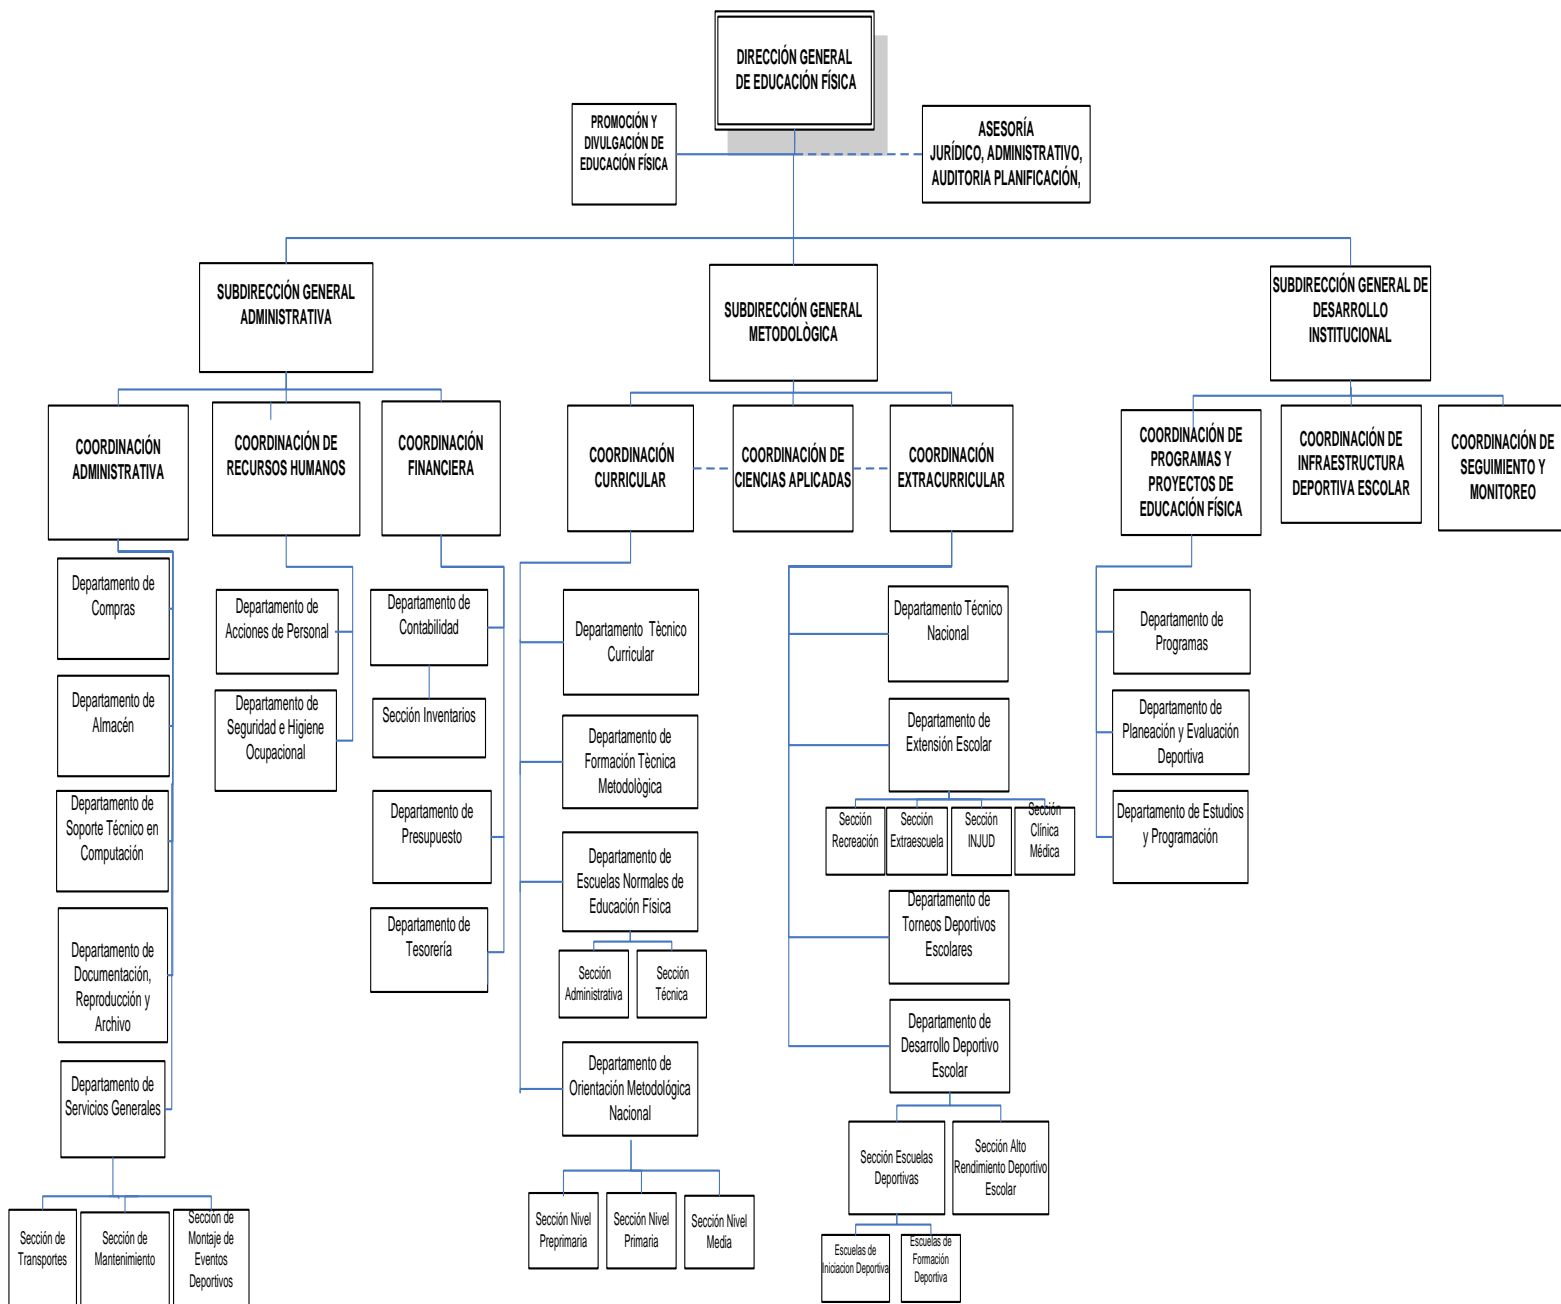 DIRECCIÓN GENERAL
DE EDUCACIÓN FÍSICA
PROMOCIÓN Y
DIVULGACIÓN DE
EDUCACIÓN FÍSICA
ASESORÍA
JURÍDICO, ADMINISTRATIVO,
AUDITORIA PLANIFICACIÓN,
SUBDIRECCIÓN GENERAL
ADMINISTRATIVA
SUBDIRECCIÓN GENERAL
METODOLÒGICA
SUBDIRECCIÓN GENERAL DE
DESARROLLO
INSTITUCIONAL
COORDINACIÓN
ADMINISTRATIVA
COORDINACIÓN DE
RECURSOS HUMANOS
COORDINACIÓN
FINANCIERA
COORDINACIÓN
CURRICULAR
COORDINACIÓN DE
CIENCIAS APLICADAS
COORDINACIÓN
EXTRACURRICULAR
COORDINACIÓN DE
PROGRAMAS Y
PROYECTOS DE
EDUCACIÓN FÍSICA
COORDINACIÓN DE
INFRAESTRUCTURA
DEPORTIVA ESCOLAR
COORDINACIÓN DE
SEGUIMIENTO Y
MONITOREO
Departamento de
Compras
Departamento de
Almacén
Departamento de
Soporte Técnico en
Computación
Departamento de
Documentación,
Reproducción y
Archivo
Departamento de
Servicios Generales
Sección de
Transportes
Sección de
Mantenimiento
Sección de
Montaje de
Eventos
Deportivos
Departamento de
Acciones de Personal
Departamento de
Seguridad e Higiene
Ocupacional
Departamento de
Contabilidad
Sección Inventarios
Departamento de
Presupuesto
Departamento de
Tesorería
Departamento Tècnico
Curricular
Departamento de
Formación Tècnica
Metodològica
Departamento de
Escuelas Normales de
Educación Física
Sección
Administrativa
Sección
Técnica
Departamento de
Orientación Metodológica
Nacional
Sección Nivel
Preprimaria
Sección Nivel
Primaria
Sección Nivel
Media
Departamento Técnico
Nacional
Departamento de
Extensión Escolar
Sección
Recreación
Sección
Extraescuela
Sección
INJUD
Sección
Clínica
Médica
Departamento de
Torneos Deportivos
Escolares
Departamento de
Desarrollo Deportivo
Escolar
Sección Escuelas
Deportivas
Sección Alto
Rendimiento Deportivo
Escolar
Escuelas de
Iniciacion Deportiva
Escuelas de
Formación
Deportiva
Departamento de
Programas
Departamento de
Planeación y Evaluación
Deportiva
Departamento de Estudios
y Programación